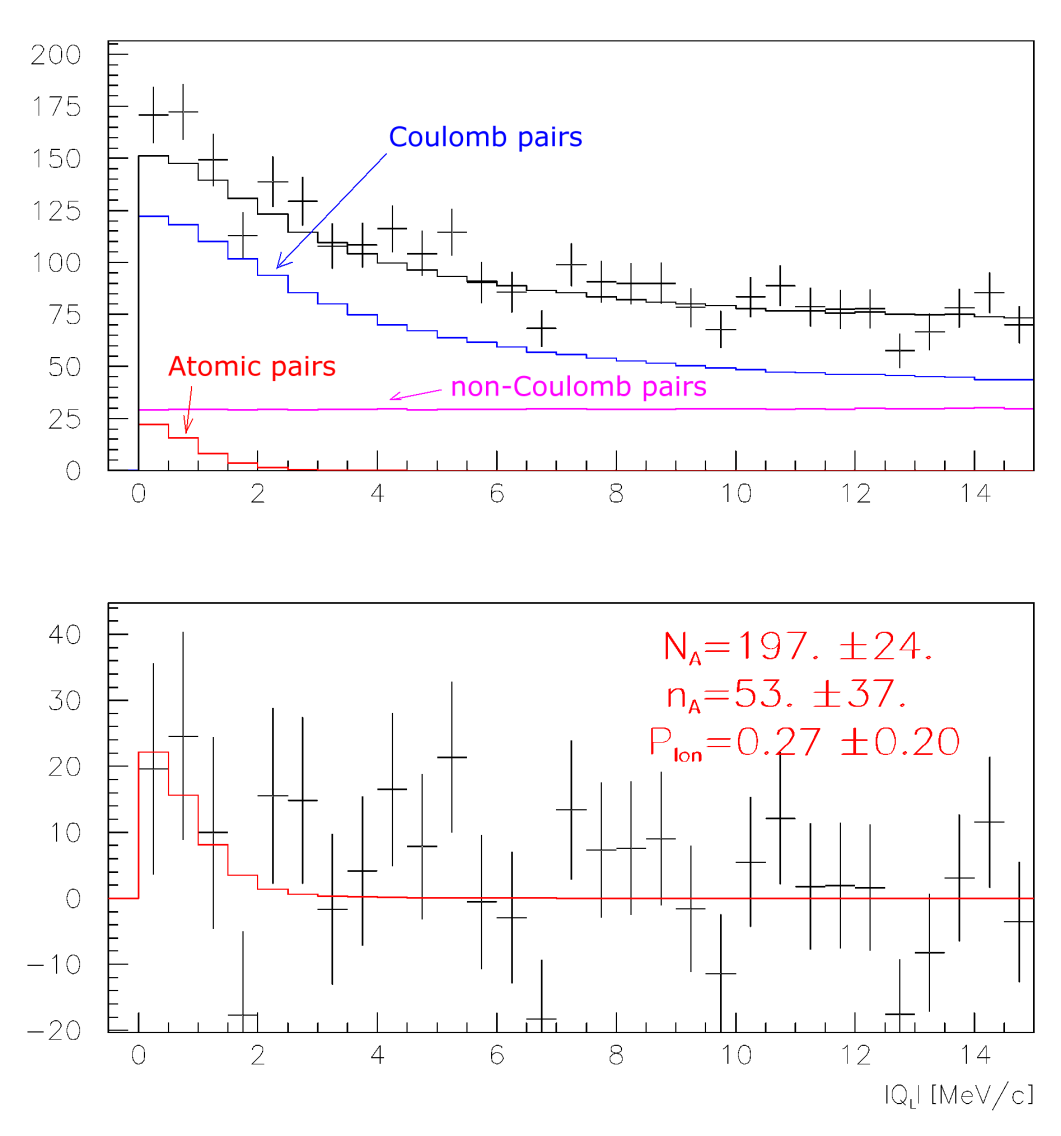 200
175
150
125
100
75
50
25
0
Coulomb pairs
Atomic pairs
non-Coulomb pairs
0 2 4 6 8 10 12 14
40
30
20
10
0
−10
−20
N_A=197. ±24.
n_A=53. ±37.
P_Ion=0.27 ±0.20
0 2 4 6 8 10 12 14
|Q_L| [MeV/c]